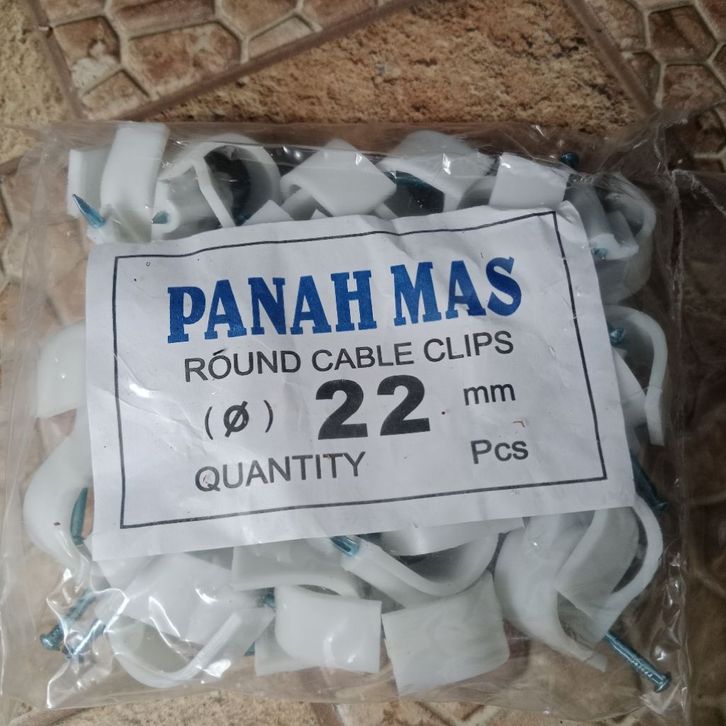 PANAH MAS
RÓUND CABLE CLIPS
(Ø) 22 mm
QUANTITY Pcs